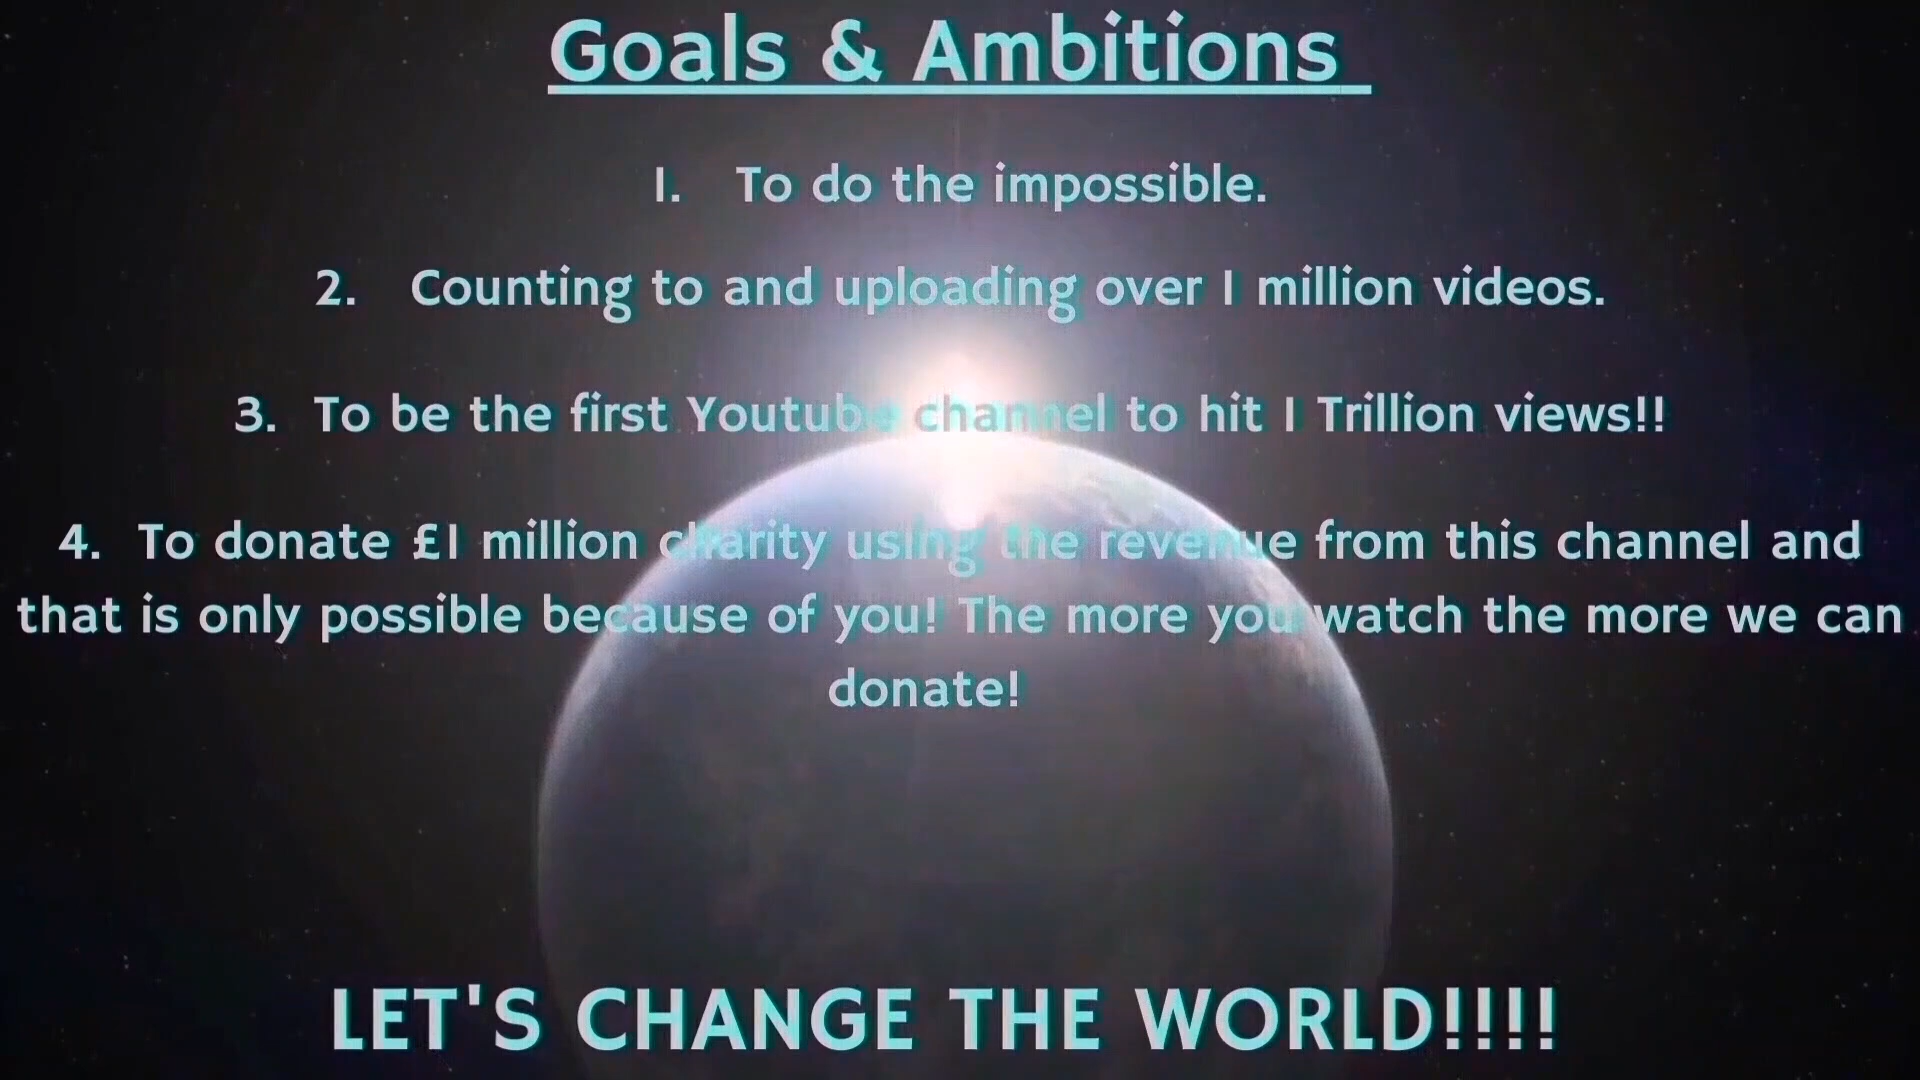 Goals & Ambitions
1. To do the impossible.
2. Counting to and uploading over 1 million videos.
3. To be the first Youtube channel to hit 1 Trillion views!!
4. To donate £1 million charity using the revenue from this channel and
that is only possible because of you! The more you watch the more we can
donate!
LET'S CHANGE THE WORLD!!!!